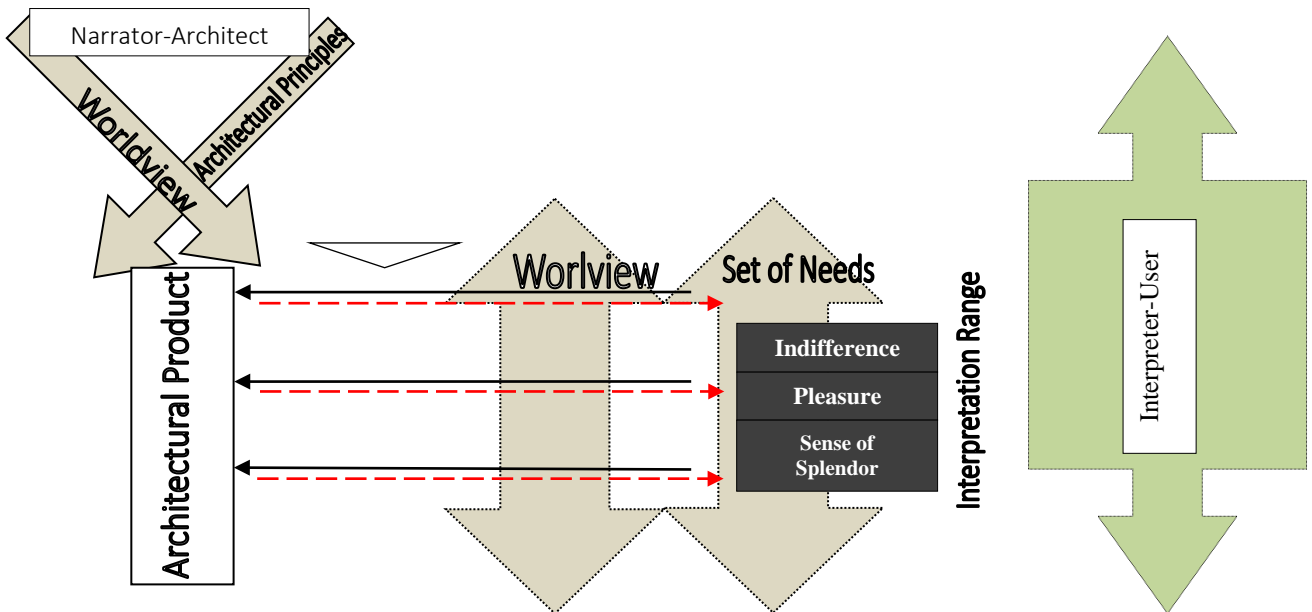 Narrator-Architect
Architectural Principles
Worldview
Worlview
Set of Needs
Architectural Product
Indifference
Pleasure
Sense of
Splendor
Interpretation Range
Interpreter-User